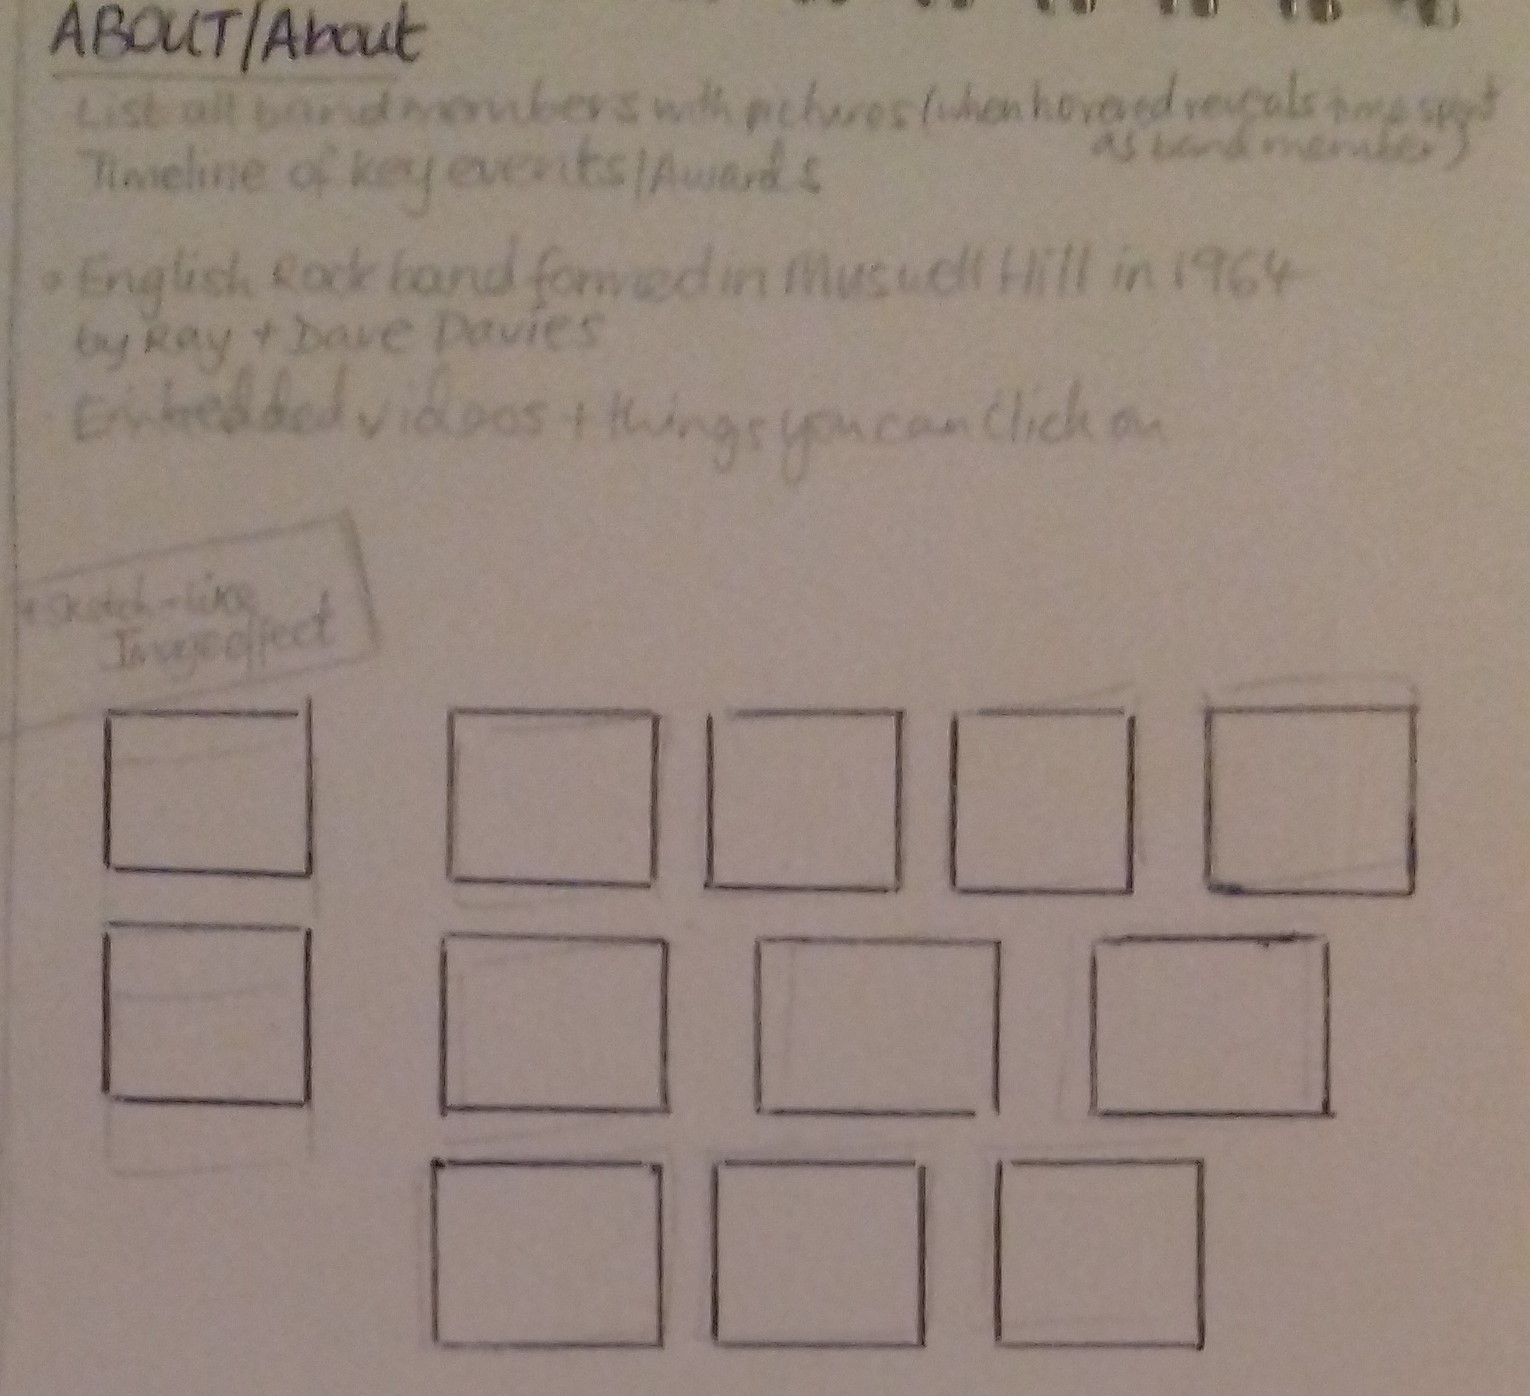 ABOUT/About
List all band members with pictures (when hovered reveals time spent
as band member)
Timeline of key events/Awards
• English Rock band formed in Muswell Hill in 1964
by Ray + Dave Davies
Embedded videos + things you can click on
+ sketch-like
Image effect